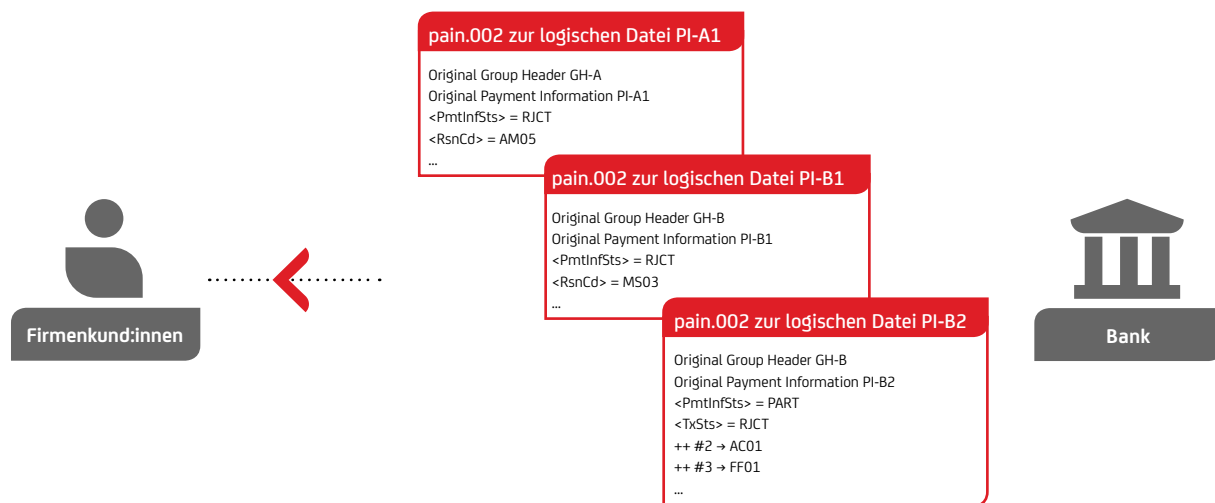 pain.002 zur logischen Datei PI-A1
Original Group Header GH-A
Original Payment Information PI-A1
<PmtInfSts> = RJCT
<RsnCd> = AM05
...
pain.002 zur logischen Datei PI-B1
Original Group Header GH-B
Original Payment Information PI-B1
<PmtInfSts> = RJCT
<RsnCd> = MS03
...
pain.002 zur logischen Datei PI-B2
Original Group Header GH-B
Original Payment Information PI-B2
<PmtInfSts> = PART
<TxSts> = RJCT
++ #2 → AC01
++ #3 → FF01
...
Firmenkund:innen
Bank